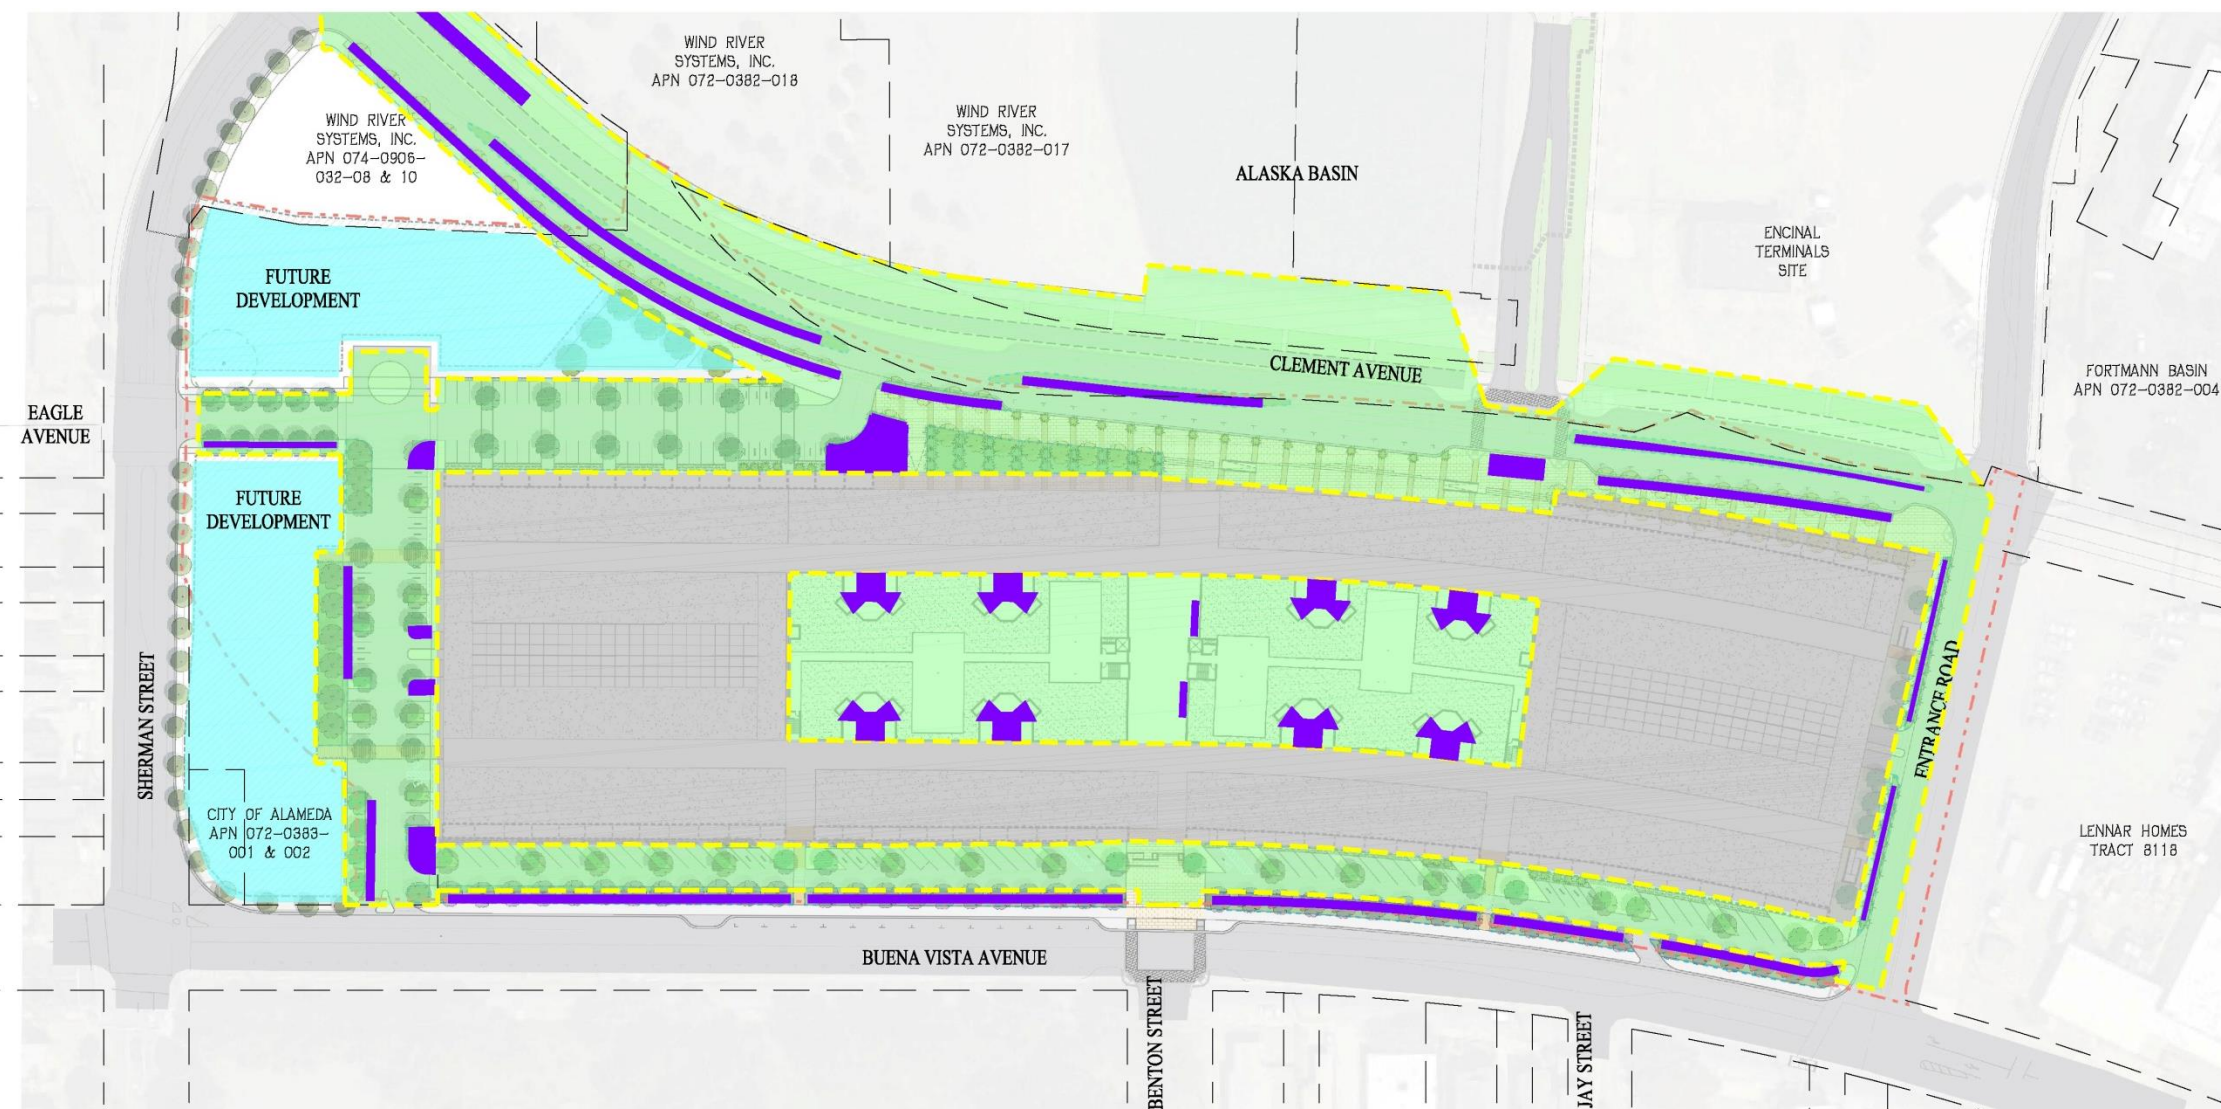 WIND RIVER
SYSTEMS, INC.
APN 072-0382-018
WIND RIVER
SYSTEMS, INC.
APN 072-0382-017
WIND RIVER
SYSTEMS, INC.
APN 074-0906-
032-08 & 10
ALASKA BASIN
ENCINAL
TERMINALS
SITE
FUTURE
DEVELOPMENT
CLEMENT AVENUE
FORTMANN BASIN
APN 072-0382-004
EAGLE
AVENUE
FUTURE
DEVELOPMENT
SHERMAN STREET
ENTRANCE ROAD
CITY OF ALAMEDA
APN 072-0383-
001 & 002
LENNAR HOMES
TRACT 8118
BUENA VISTA AVENUE
BENTON STREET
JAY STREET